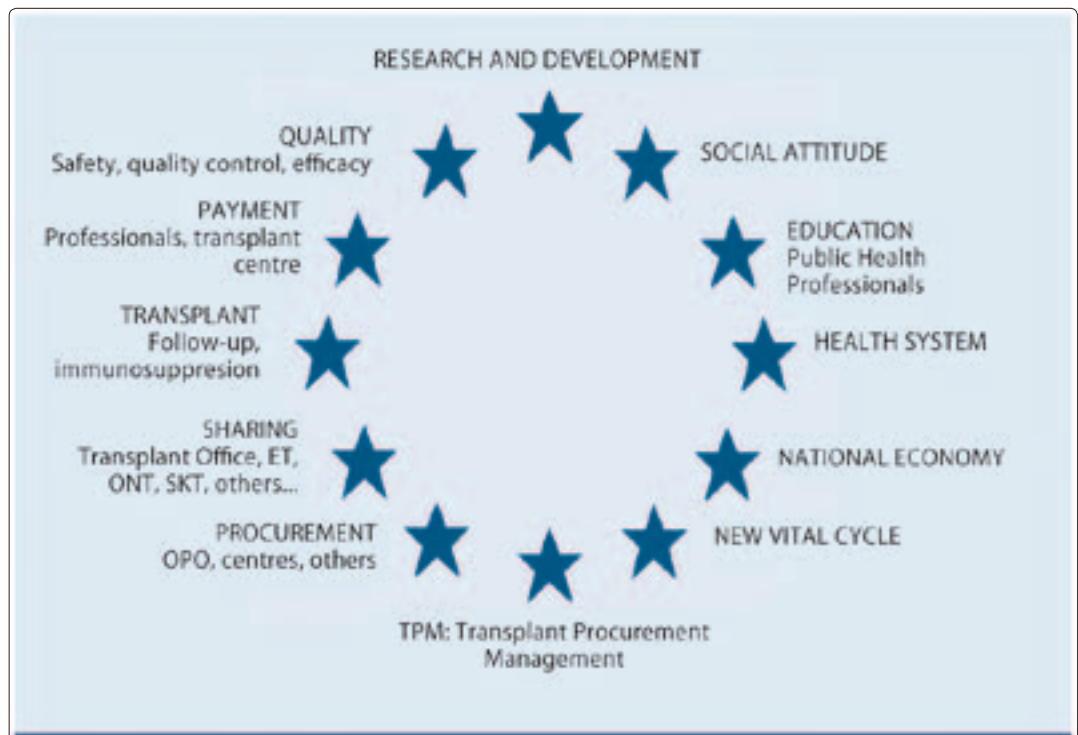 RESEARCH AND DEVELOPMENT
SOCIAL ATTITUDE
EDUCATION
Public Health
Professionals
HEALTH SYSTEM
NATIONAL ECONOMY
NEW VITAL CYCLE
TPM: Transplant Procurement
Management
PROCUREMENT
OPO, centres, others
SHARING
Transplant Office, ET,
ONT, SKT, others...
TRANSPLANT
Follow-up,
immunosuppresion
PAYMENT
Professionals, transplant
centre
QUALITY
Safety, quality control, efficacy